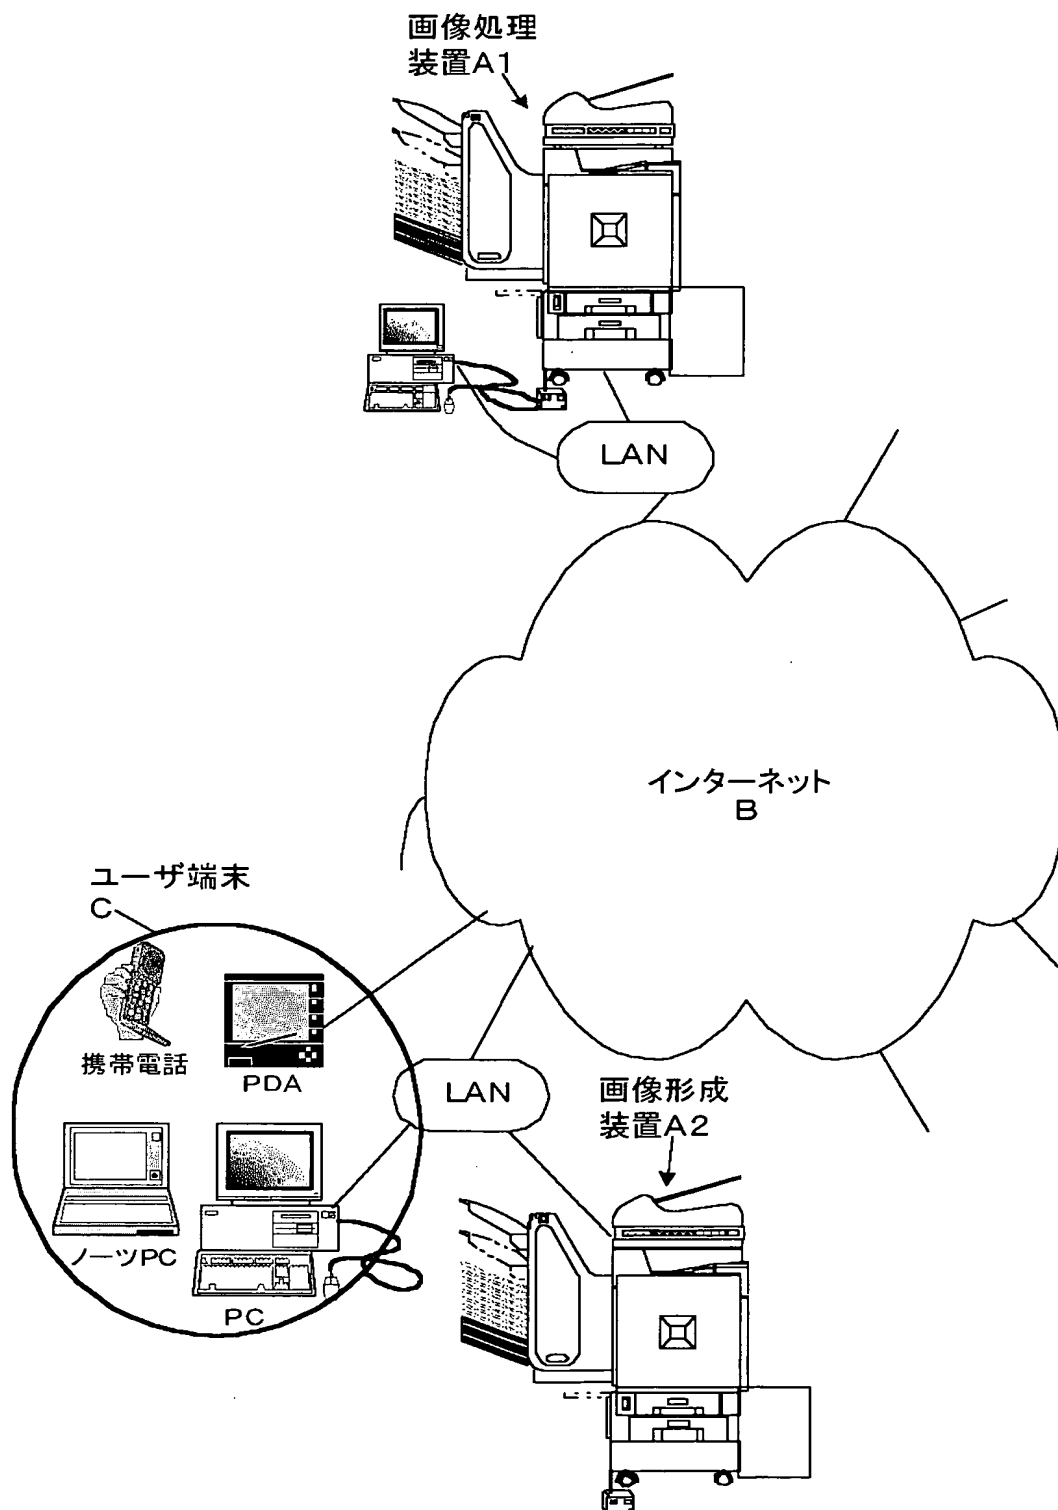 画像処理
装置A1
LAN
インターネット
B
ユーザ端末
C
携帯電話
PDA
LAN
画像形成
装置A2
ノーツPC
PC